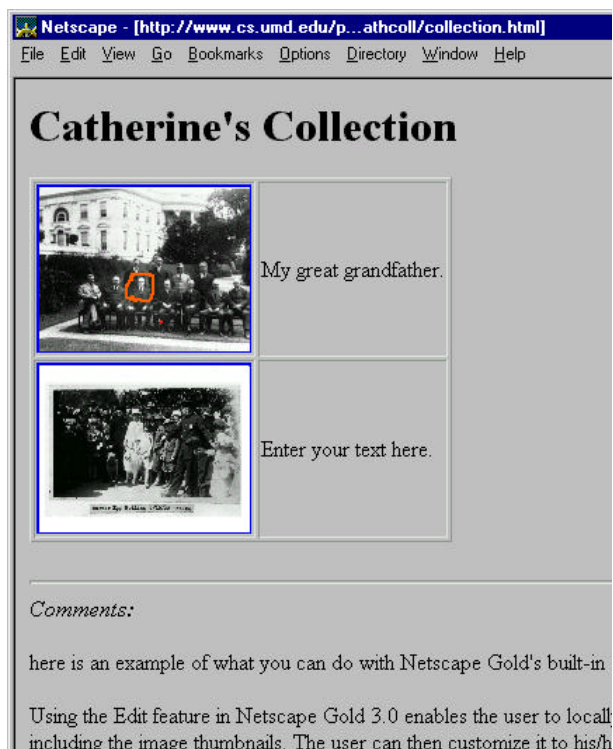 Netscape - [http://www.cs.umd.edu/p...athcoll/collection.html]
File Edit View Go Bookmarks Options Directory Window Help
Catherine's Collection
My great grandfather.
Enter your text here.
Comments:
here is an example of what you can do with Netscape Gold's built-in
Using the Edit feature in Netscape Gold 3.0 enables the user to locally
including the image thumbnails. The user can then customize it to his/h